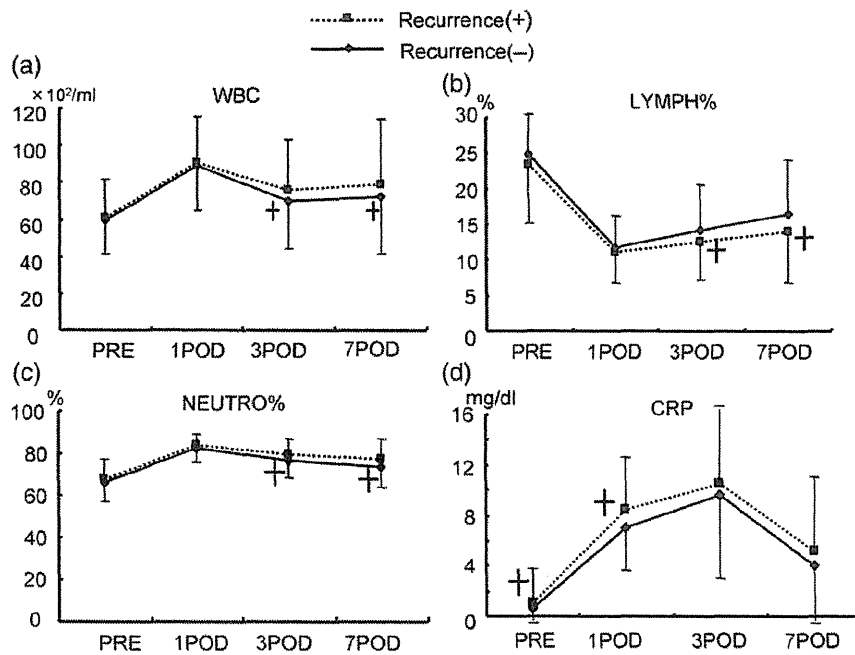 Recurrence(+)
Recurrence(–)
(a)
×10²/ml
WBC
120
100
80
60
40
20
0
PRE 1POD 3POD 7POD
(b)
%
LYMPH%
30
25
20
15
10
5
0
PRE 1POD 3POD 7POD
(c)
%
NEUTRO%
100
80
60
80
20
0
PRE 1POD 3POD 7POD
(d)
mg/dl
CRP
16
12
8
4
0
PRE 1POD 3POD 7POD